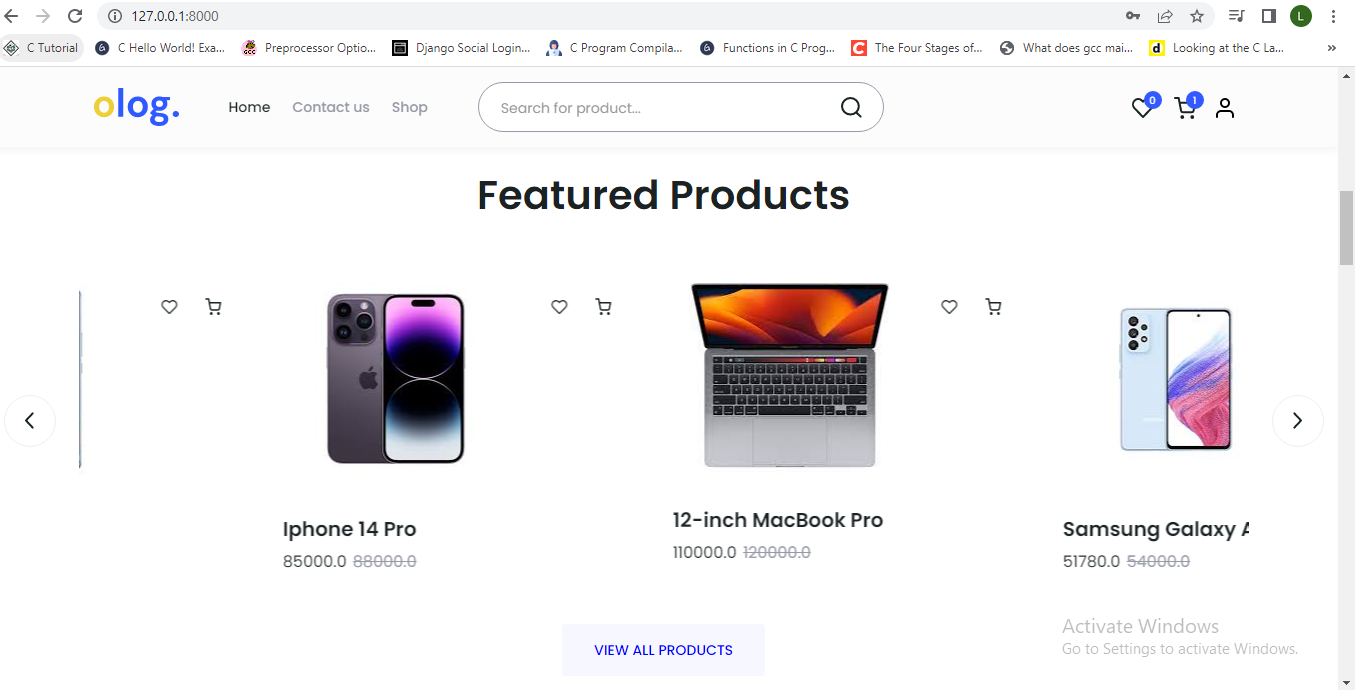 127.0.0.1:8000
L
C Tutorial
C Hello World! Exa...
Preprocessor Optio...
Django Social Login...
C Program Compila...
Functions in C Prog...
The Four Stages of...
What does gcc mai...
Looking at the C La...
»
olog.
Home
Contact us
Shop
Search for product...
0
1
Featured Products
Iphone 14 Pro
85000.0 88000.0
12-inch MacBook Pro
110000.0 120000.0
Samsung Galaxy A
51780.0 54000.0
VIEW ALL PRODUCTS
Activate Windows
Go to Settings to activate Windows.